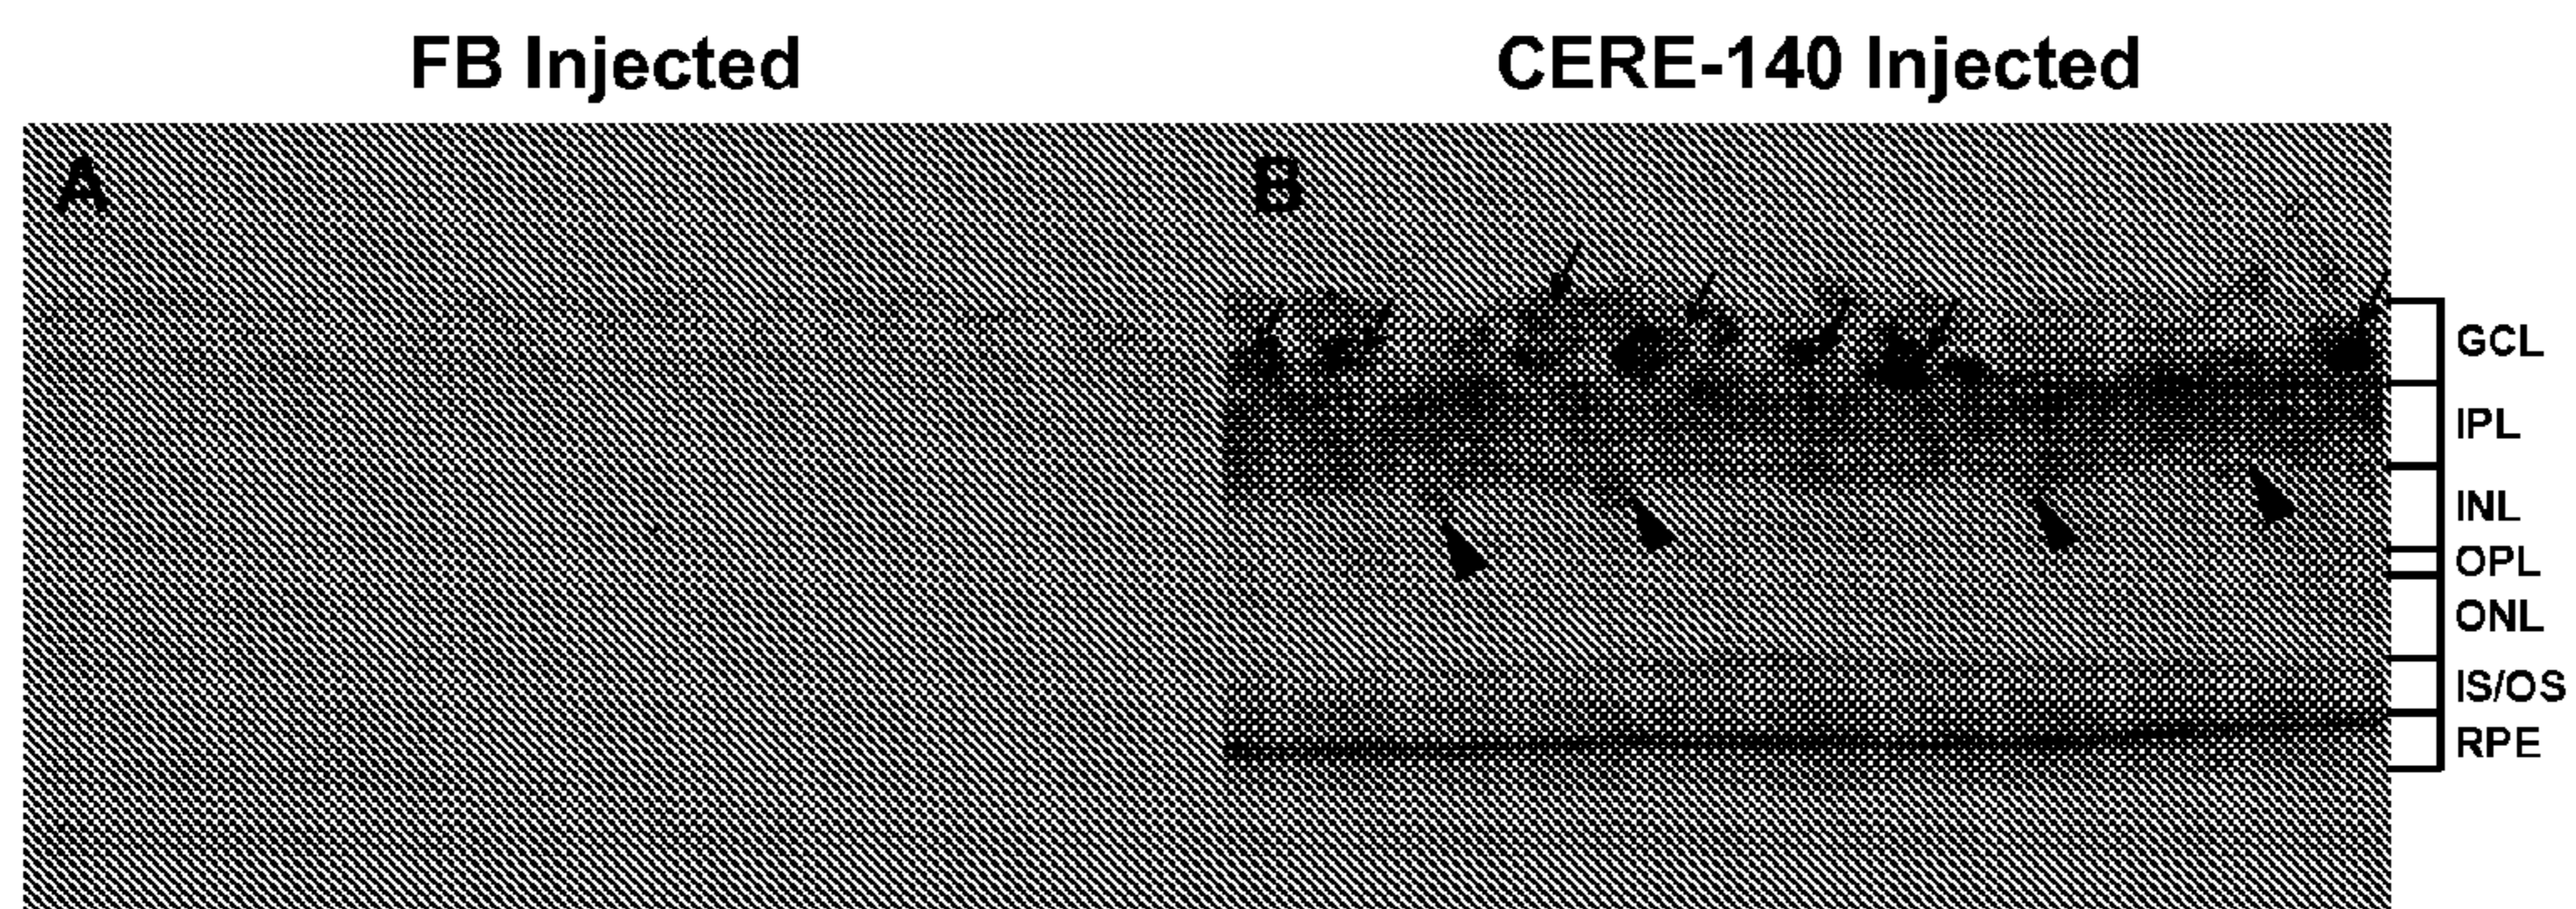 FB Injected
CERE-140 Injected
A
B
GCL
IPL
INL
OPL
ONL
IS/OS
RPE